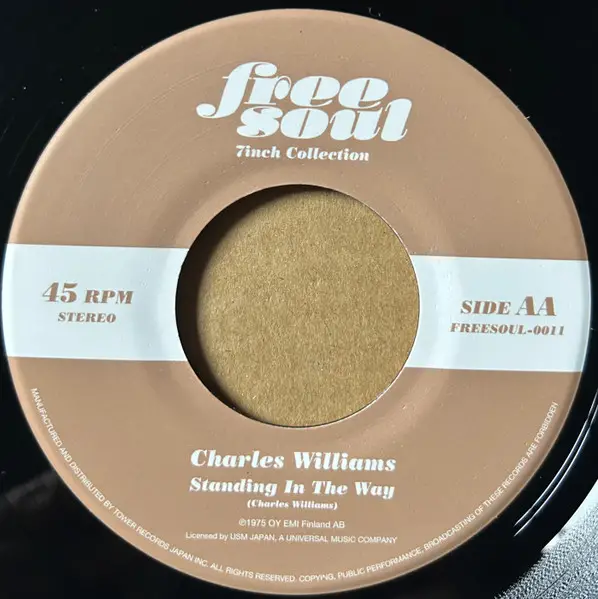 free
soul
7inch Collection
45 RPM
STEREO
SIDE AA
FREESOUL-0011
Charles Williams
Standing In The Way
(Charles Williams)
℗1975 OY EMI Finland AB
Licensed by USM JAPAN, A UNIVERSAL MUSIC COMPANY
MANUFACTURED AND DISTRIBUTED BY TOWER RECORDS JAPAN INC. ALL RIGHTS RESERVED. COPYING, PUBLIC PERFORMANCE, BROADCASTING OF THESE RECORDS ARE FORBIDDEN